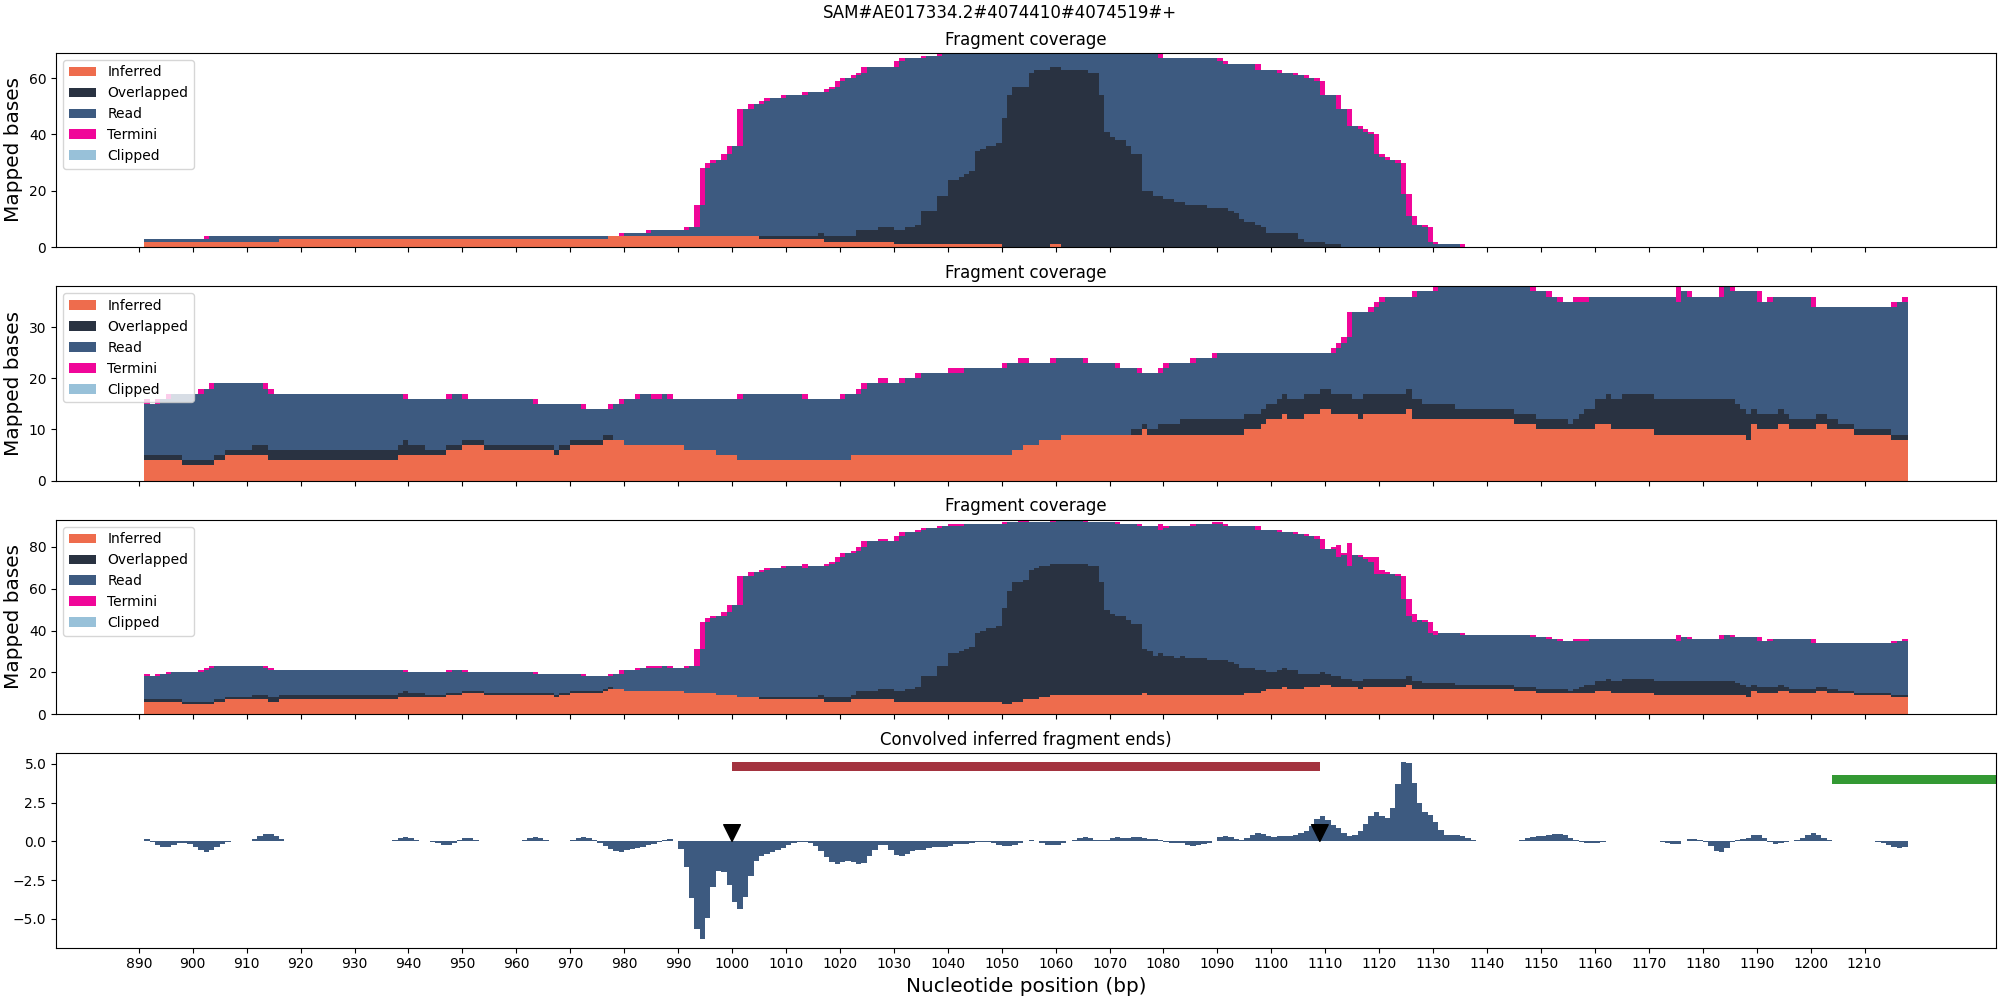 SAM#AE017334.2#4074410#4074519#+
Fragment coverage
Mapped bases
60
40
20
0
Inferred
Overlapped
Read
Termini
Clipped
Fragment coverage
Mapped bases
30
20
10
0
Inferred
Overlapped
Read
Termini
Clipped
Fragment coverage
Mapped bases
80
60
40
20
0
Inferred
Overlapped
Read
Termini
Clipped
Convolved inferred fragment ends)
5.0
2.5
0.0
−2.5
−5.0
890 900 910 920 930 940 950 960 970 980 990 1000 1010 1020 1030 1040 1050 1060 1070 1080 1090 1100 1110 1120 1130 1140 1150 1160 1170 1180 1190 1200 1210
Nucleotide position (bp)